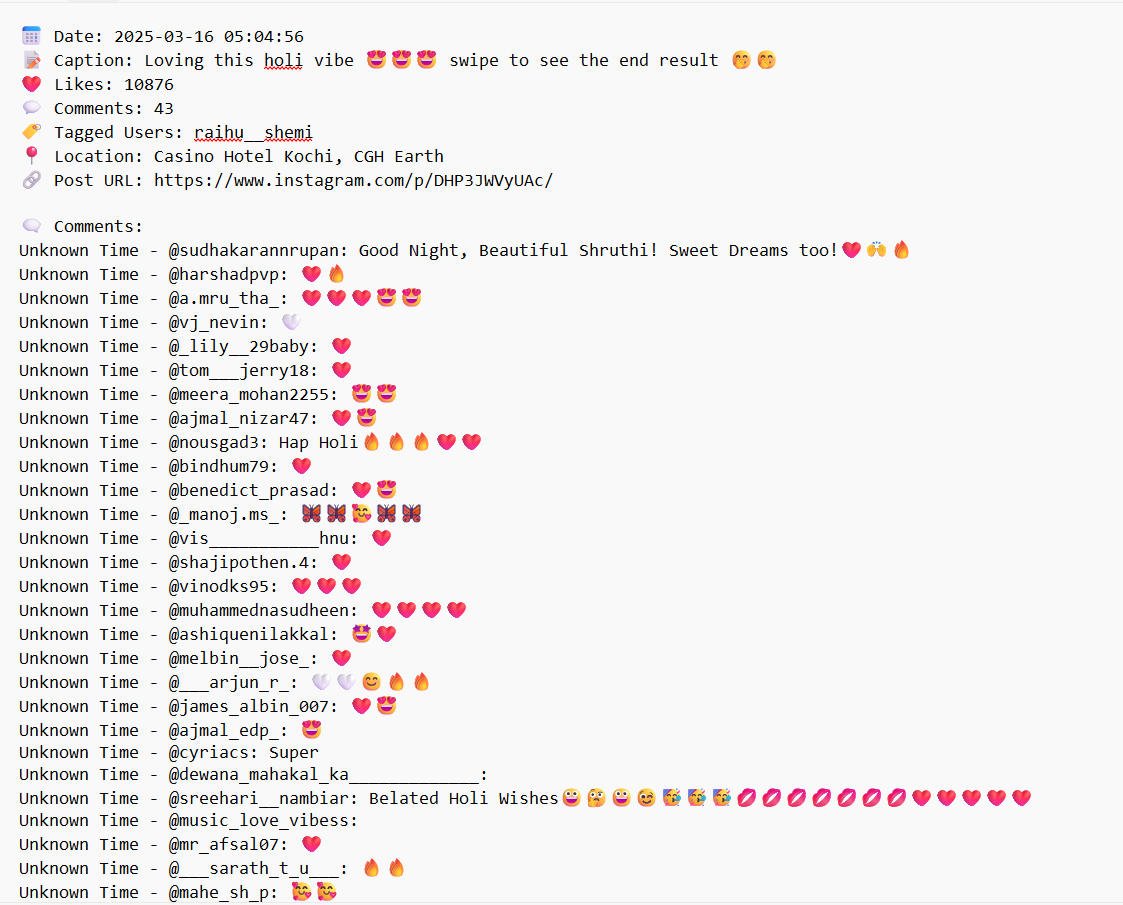 📅 Date: 2025-03-16 05:04:56
📝 Caption: Loving this holi vibe 😍😍😍 swipe to see the end result 🤭🤭
❤️ Likes: 10876
💬 Comments: 43
🏷️ Tagged Users: raihu__shemi
📍 Location: Casino Hotel Kochi, CGH Earth
🔗 Post URL: https://www.instagram.com/p/DHP3JWVyUAc/
🗨️ Comments:
Unknown Time - @sudhakarannrupan: Good Night, Beautiful Shruthi! Sweet Dreams too!❤️🙌🔥
Unknown Time - @harshadpvp: ❤️🔥
Unknown Time - @a.mru_tha_: ❤️❤️❤️😍😍
Unknown Time - @vj_nevin: 🤍
Unknown Time - @_lily__29baby: ❤️
Unknown Time - @tom___jerry18: ❤️
Unknown Time - @meera_mohan2255: 😍😍
Unknown Time - @ajmal_nizar47: ❤️😍
Unknown Time - @nousgad3: Hap Holi🔥🔥🔥❤️❤️
Unknown Time - @bindhum79: ❤️
Unknown Time - @benedict_prasad: ❤️😍
Unknown Time - @_manoj.ms_: 🦋🦋🥰🦋🦋
Unknown Time - @vis___________hnu: ❤️
Unknown Time - @shajipothen.4: ❤️
Unknown Time - @vinodks95: ❤️❤️❤️
Unknown Time - @muhammednasudheen: ❤️❤️❤️❤️
Unknown Time - @ashiquenilakkal: 🤩❤️
Unknown Time - @melbin__jose_: ❤️
Unknown Time - @___arjun_r_: 🤍🤍😊🔥🔥
Unknown Time - @james_albin_007: ❤️😍
Unknown Time - @ajmal_edp_: 😍
Unknown Time - @cyriacs: Super
Unknown Time - @dewana_mahakal_ka_____________:
Unknown Time - @sreehari__nambiar: Belated Holi Wishes😀🤔😀😉🥳🥳🥳💋💋💋💋💋💋💋❤️❤️❤️❤️❤️
Unknown Time - @music_love_vibess:
Unknown Time - @mr_afsal07: ❤️
Unknown Time - @___sarath_t_u___: 🔥🔥
Unknown Time - @mahe_sh_p: 🥰🥰